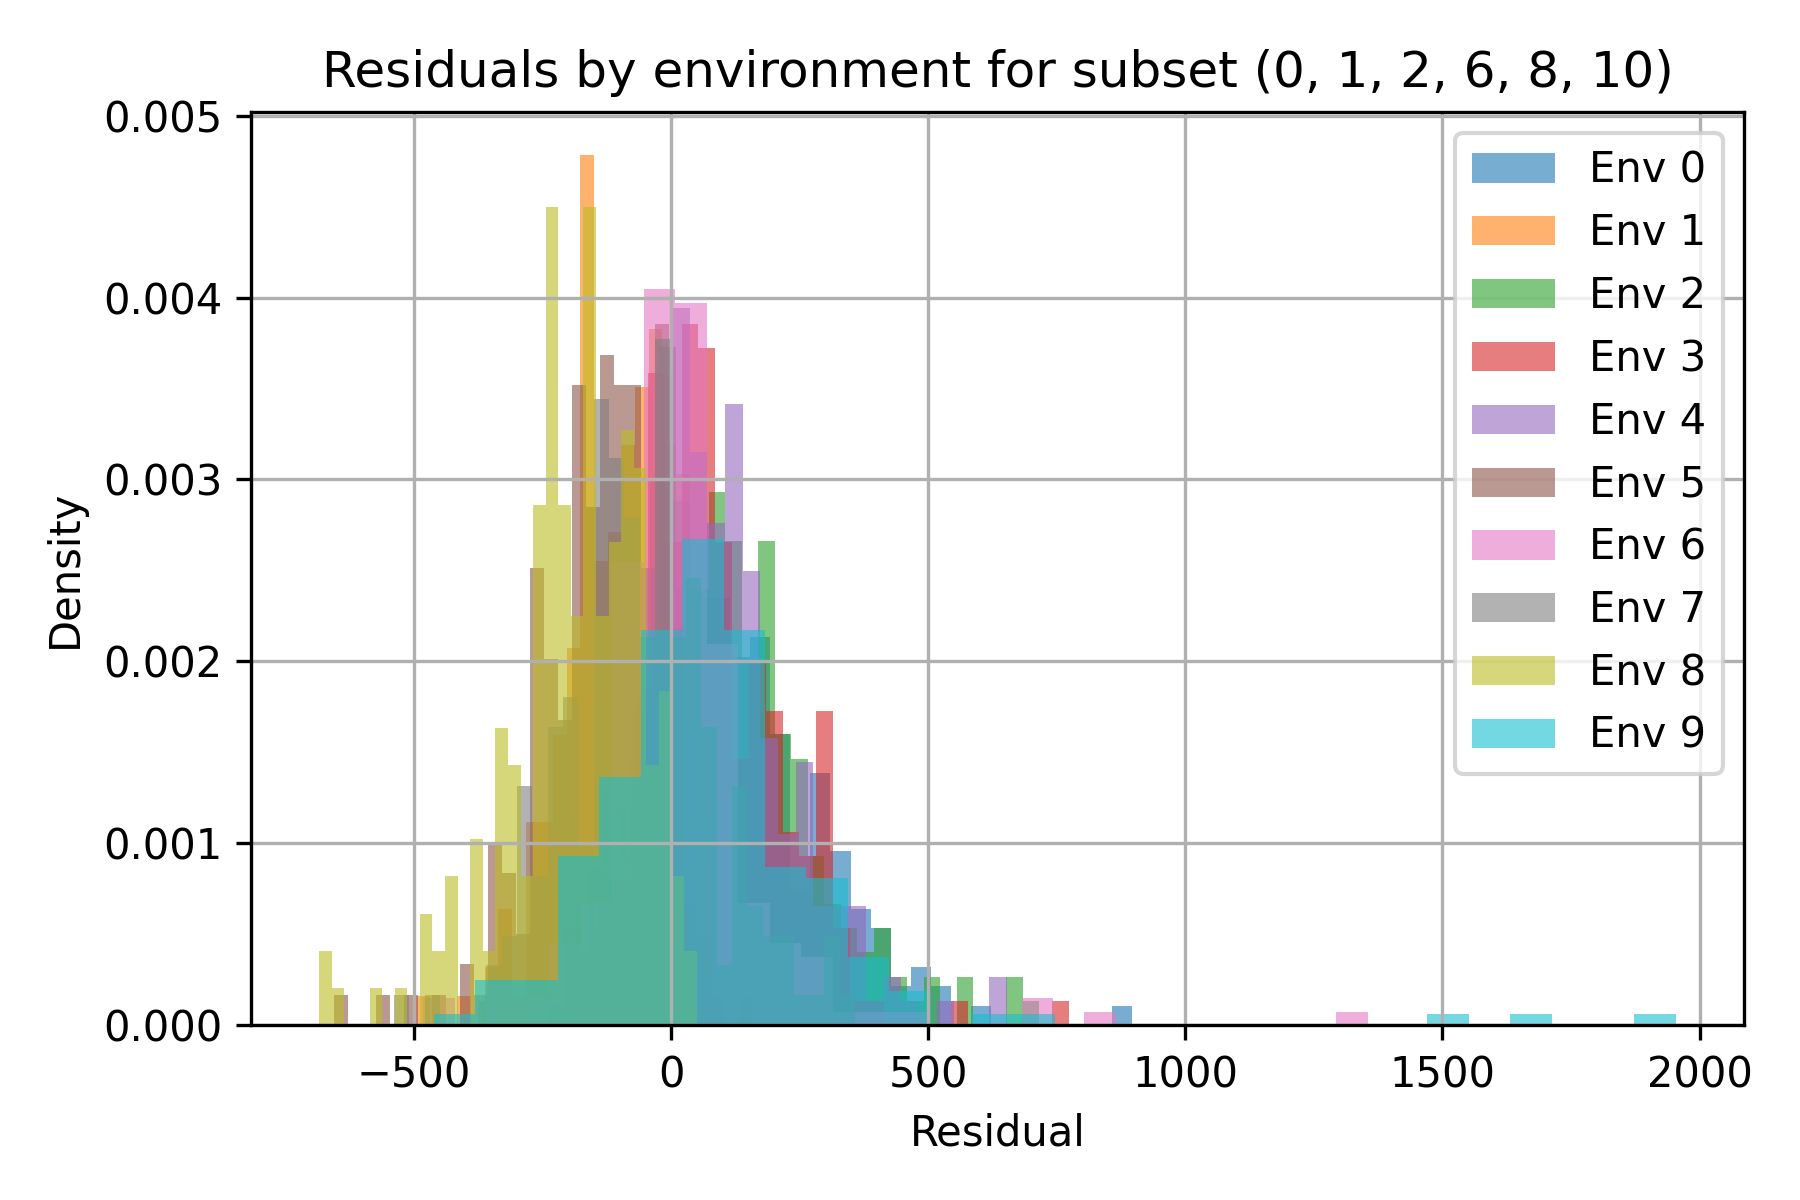 Residuals by environment for subset (0, 1, 2, 6, 8, 10)
0.005
0.004
0.003
0.002
0.001
0.000
Density
−500
0
500
1000
1500
2000
Residual
Env 0
Env 1
Env 2
Env 3
Env 4
Env 5
Env 6
Env 7
Env 8
Env 9